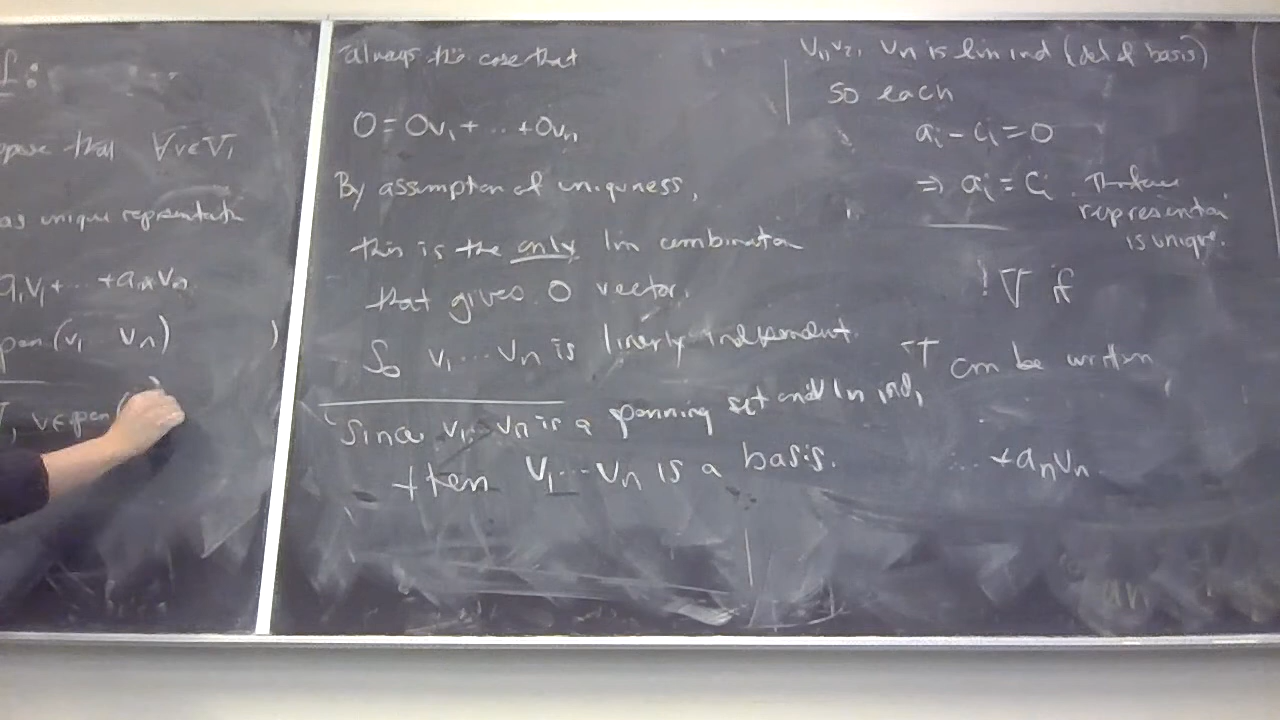 ppose that ∀v∈V,
as unique representati
a₁v₁+ ⋯ +aₙvₙ
pan(v₁ vₙ) )
, v∈span(
always the case that
0=0v₁+ ⋯ +0vₙ
By assumption of uniquness,
this is the only lin combination
that gives 0 vector.
So v₁ ⋯ vₙ is linerly independent.
Since v₁ ⋯ vₙ is a spanning set and lin ind,
then v₁ ⋯ vₙ is a basis.
v₁, v₂, vₙ is lin ind (def of basis)
so each
aᵢ - cᵢ = 0
⇒ aᵢ = cᵢ. Therefore
representation
is unique.
V if
can be written
⋯ +aₙvₙ